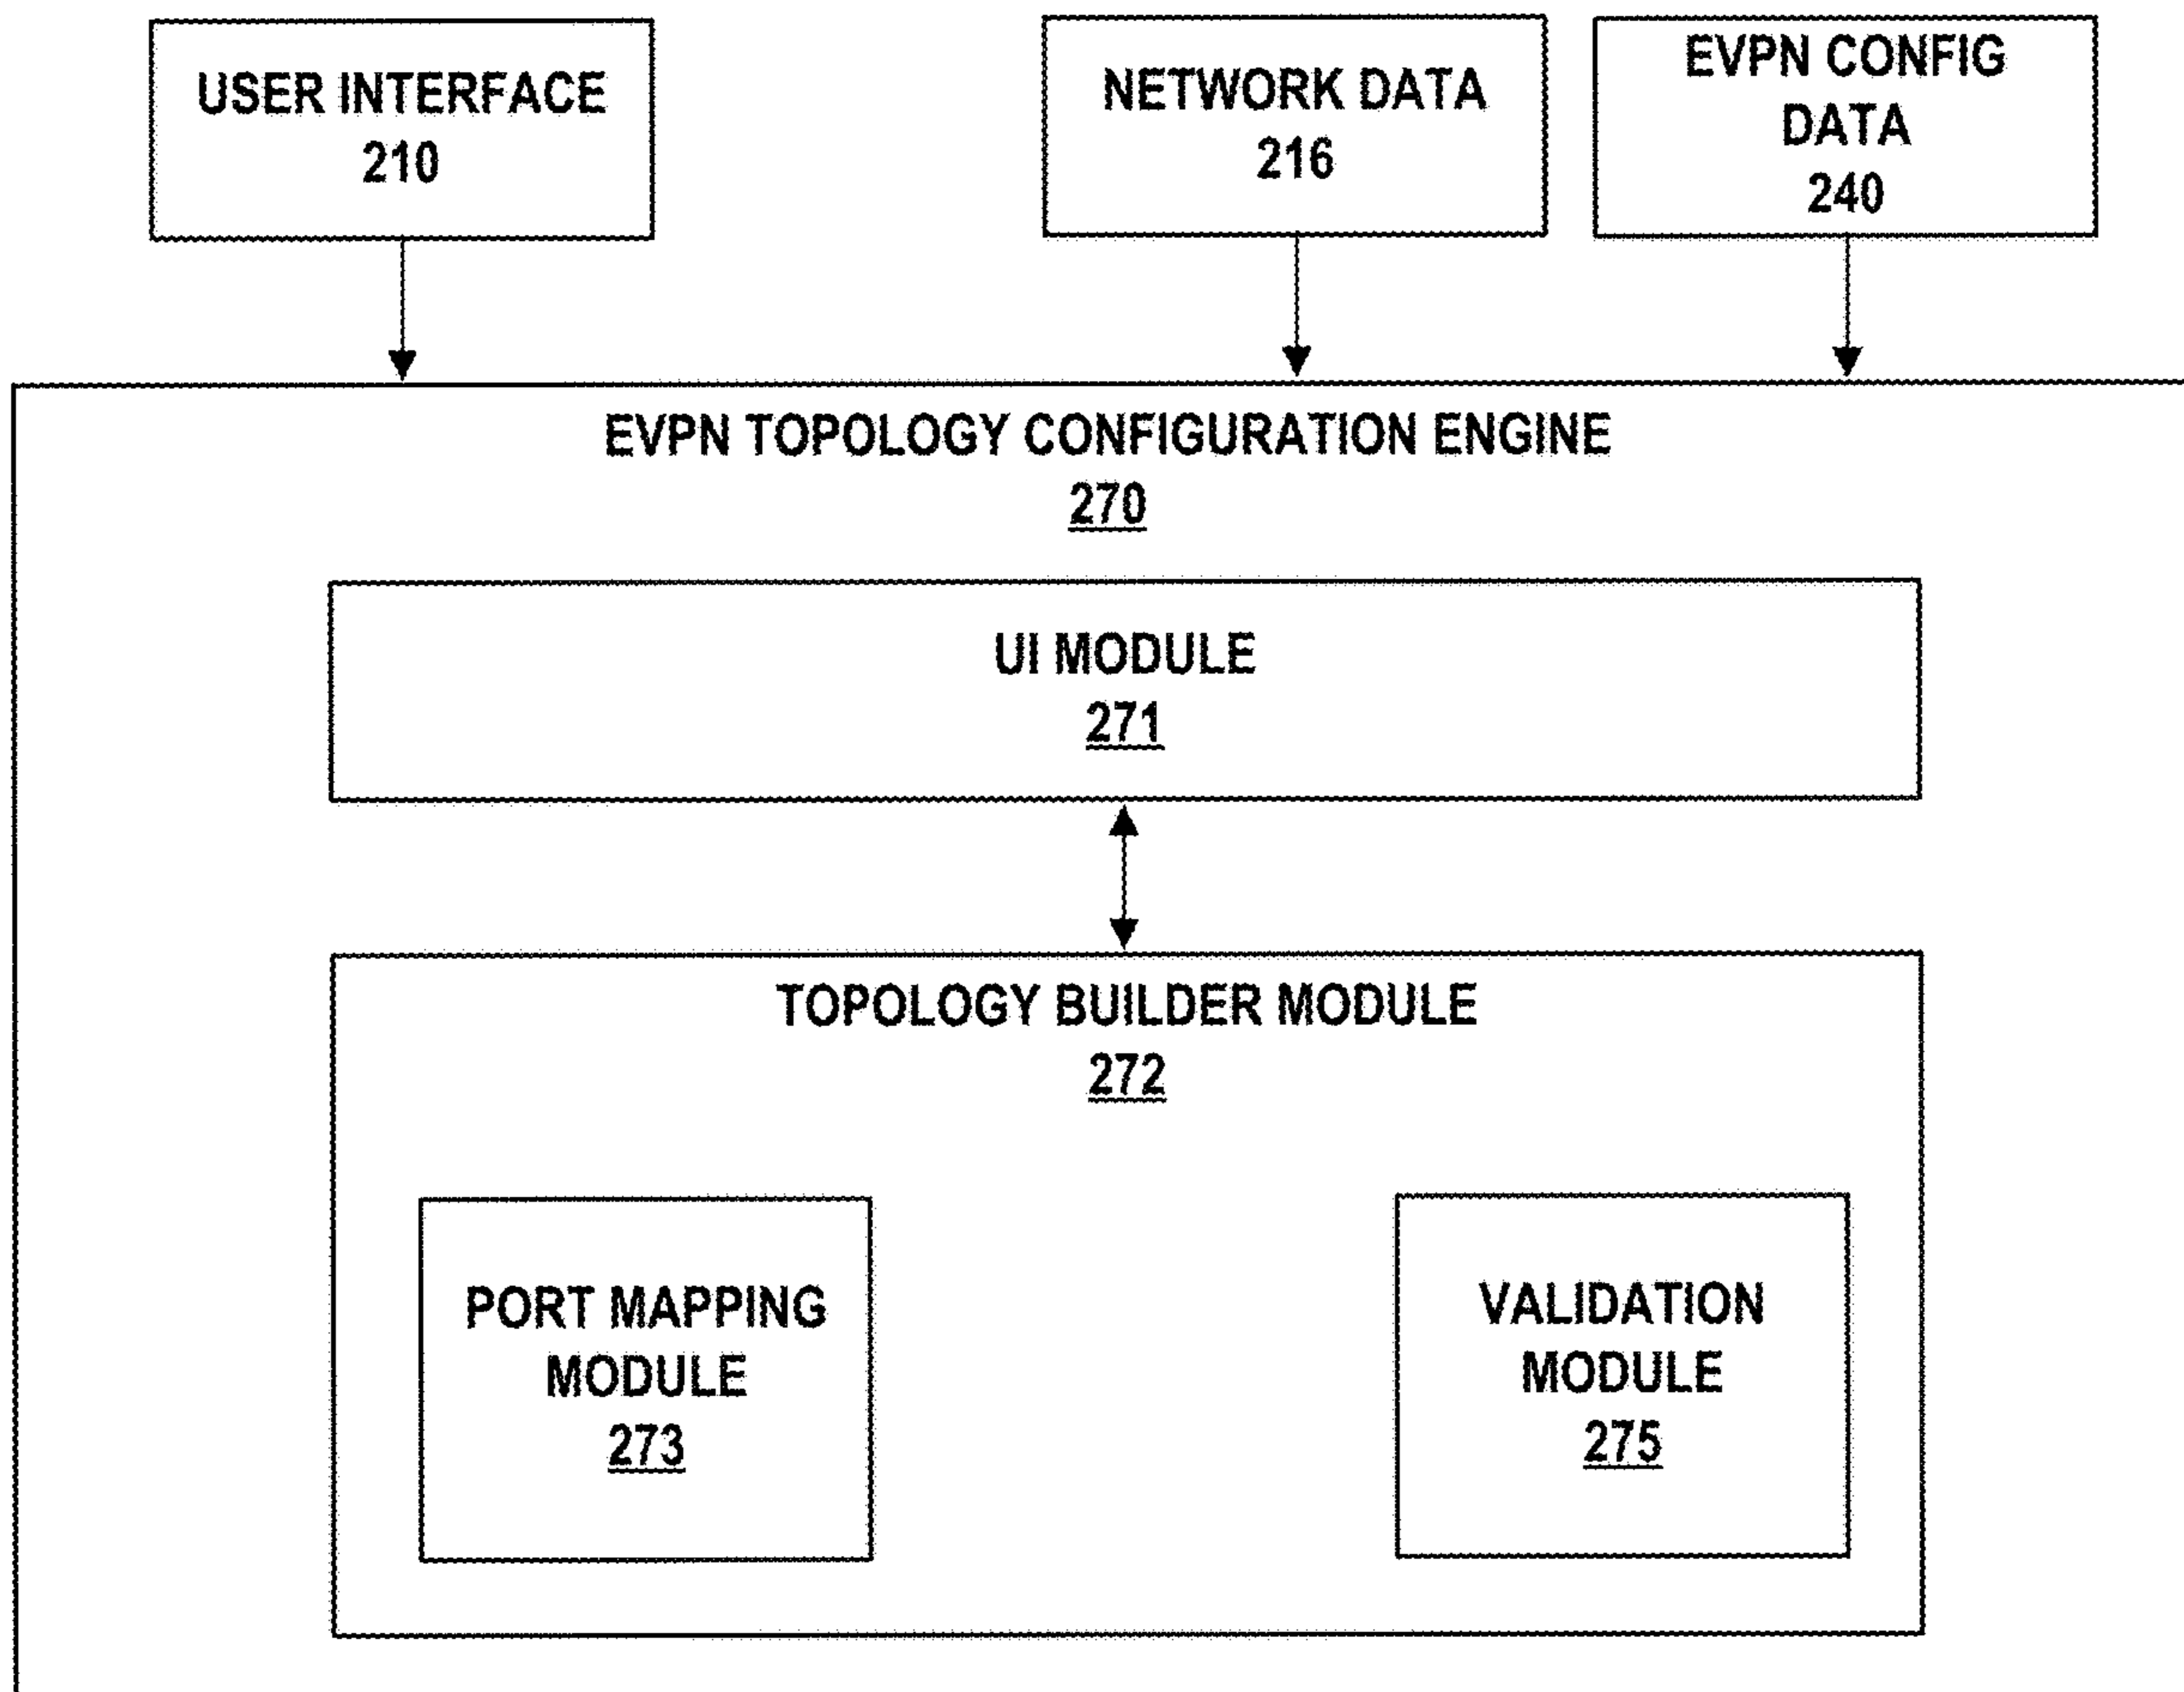 USER INTERFACE
210
NETWORK DATA
216
EVPN CONFIG
DATA
240
EVPN TOPOLOGY CONFIGURATION ENGINE
270
UI MODULE
271
TOPOLOGY BUILDER MODULE
272
PORT MAPPING
MODULE
273
VALIDATION
MODULE
275